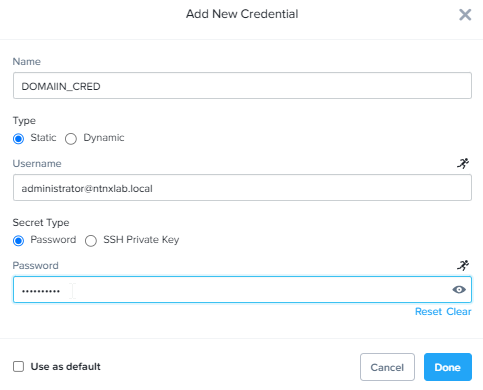 Add New Credential
Name
DOMAIIN_CRED
Type
Static Dynamic
Username
administrator@ntnxlab.local
Secret Type
Password SSH Private Key
Password
••••••••••
Reset Clear
Use as default
Cancel Done